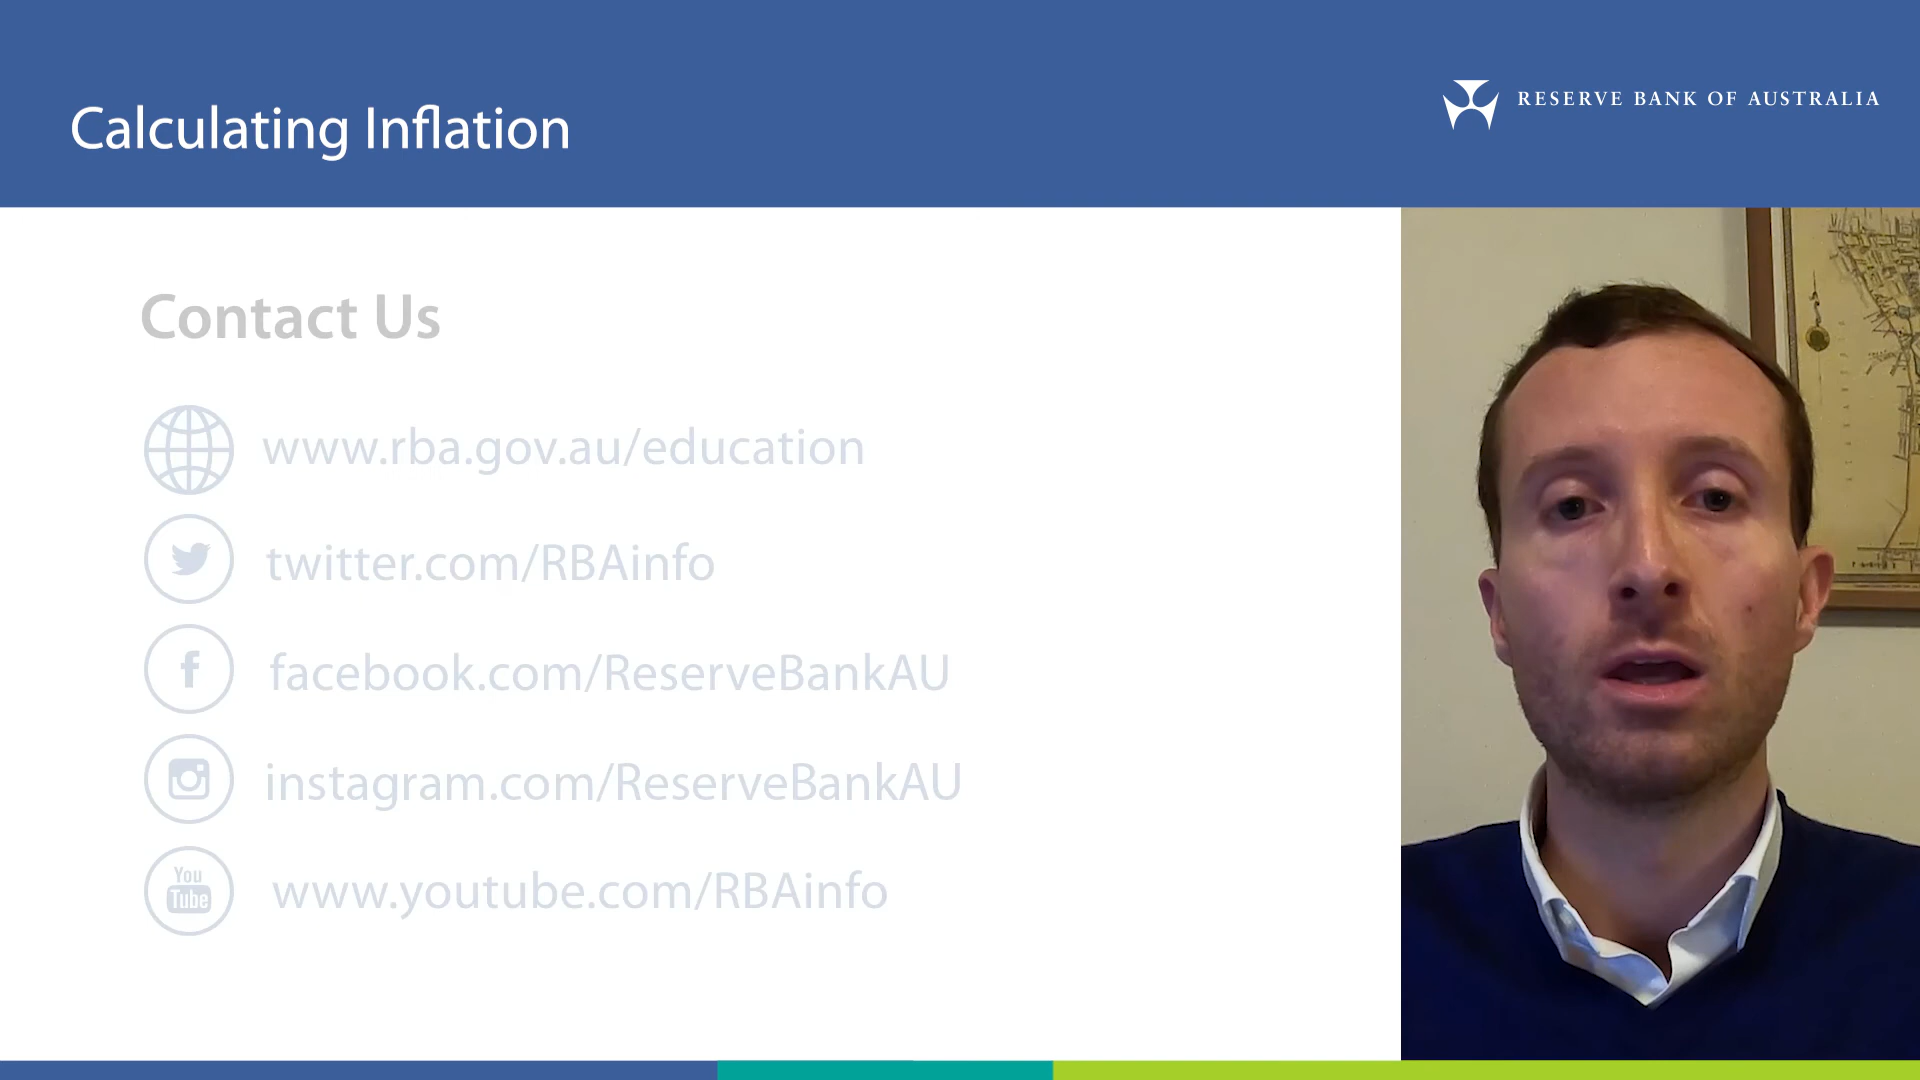 Calculating Inflation
RESERVE BANK OF AUSTRALIA
Contact Us
www.rba.gov.au/education
twitter.com/RBAinfo
facebook.com/ReserveBankAU
instagram.com/ReserveBankAU
You
Tube
www.youtube.com/RBAinfo